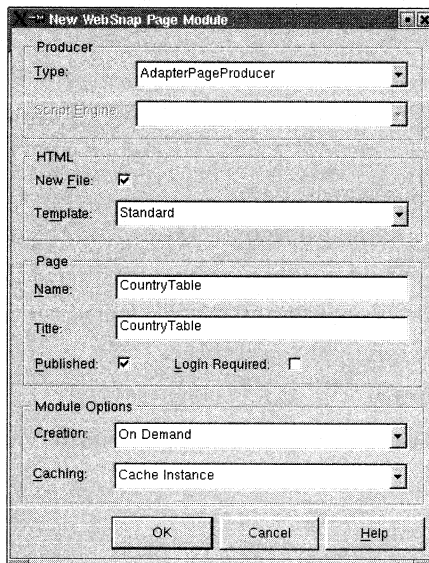 New WebSnap Page Module
Producer
Type: AdapterPageProducer
Script Engine
HTML
New File:
Template: Standard
Page
Name: CountryTable
Title: CountryTable
Published: Login Required:
Module Options
Creation: On Demand
Caching: Cache Instance
OK Cancel Help